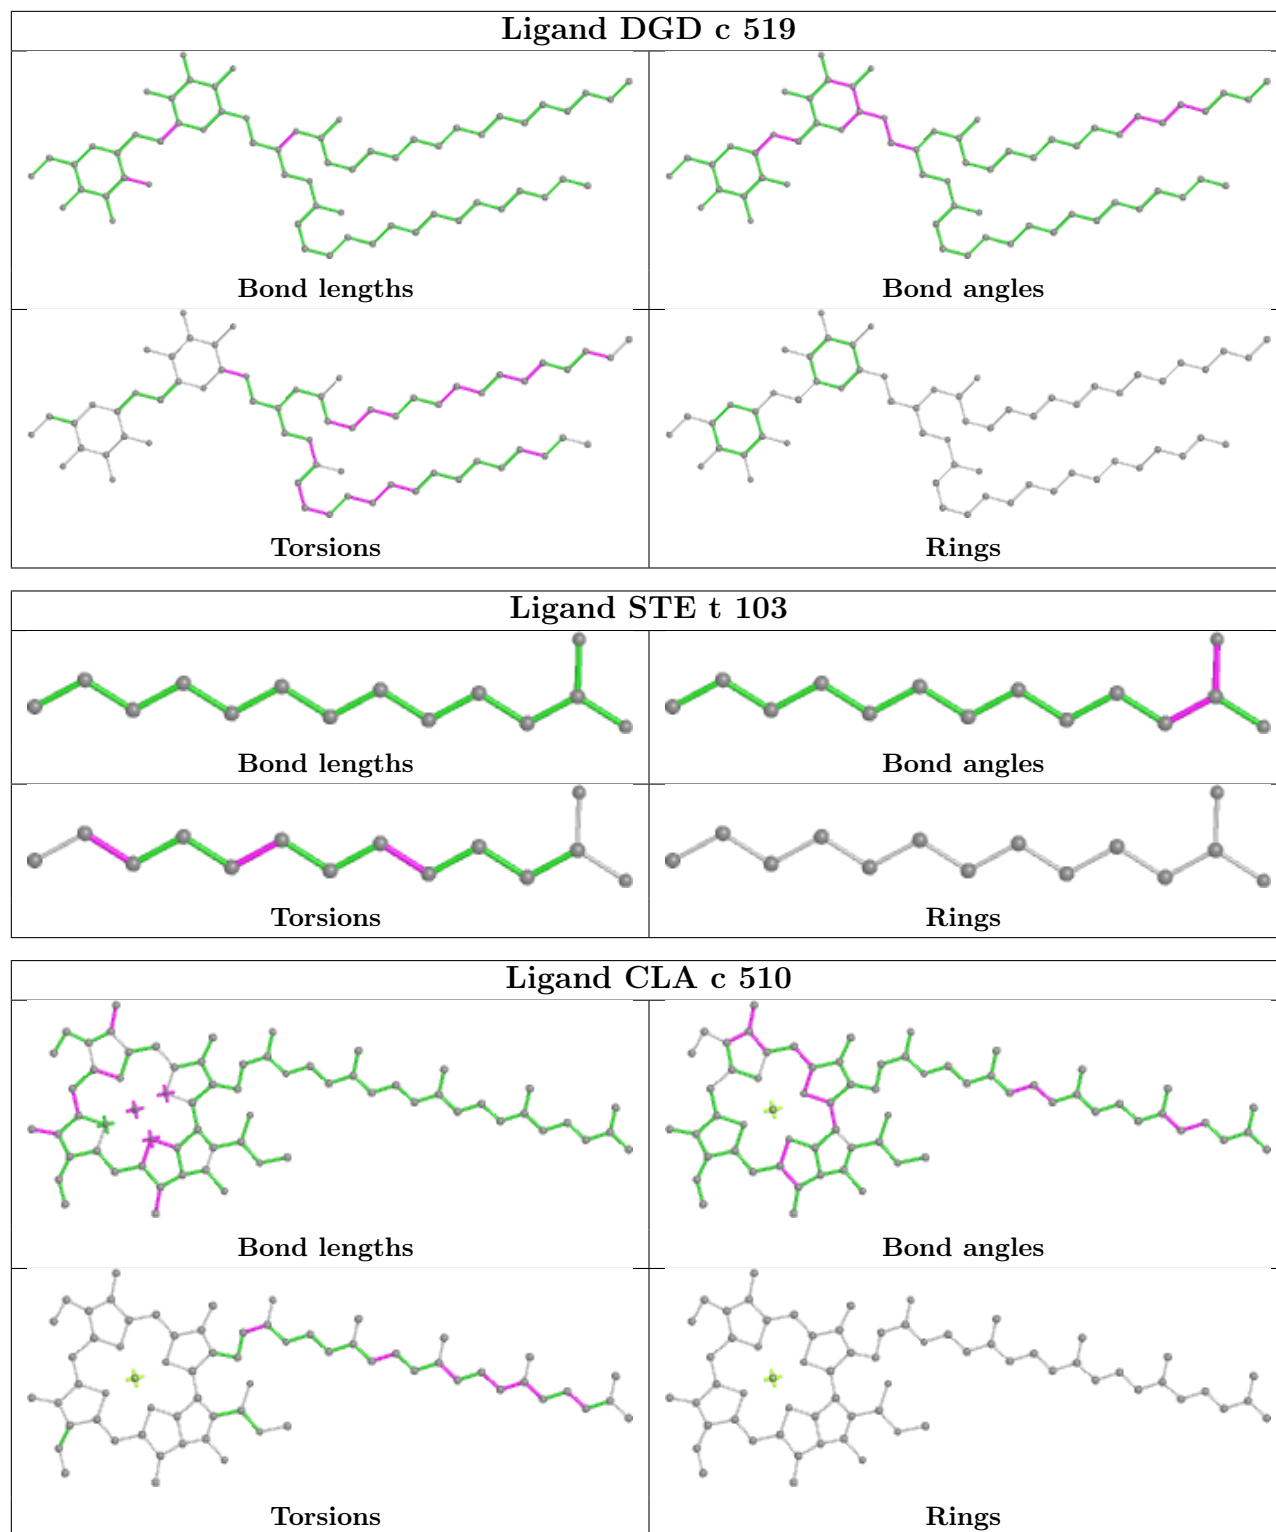 Ligand DGD c 519
Bond lengths
Bond angles
Torsions
Rings
Ligand STE t 103
Bond lengths
Bond angles
Torsions
Rings
Ligand CLA c 510
Bond lengths
Bond angles
Torsions
Rings